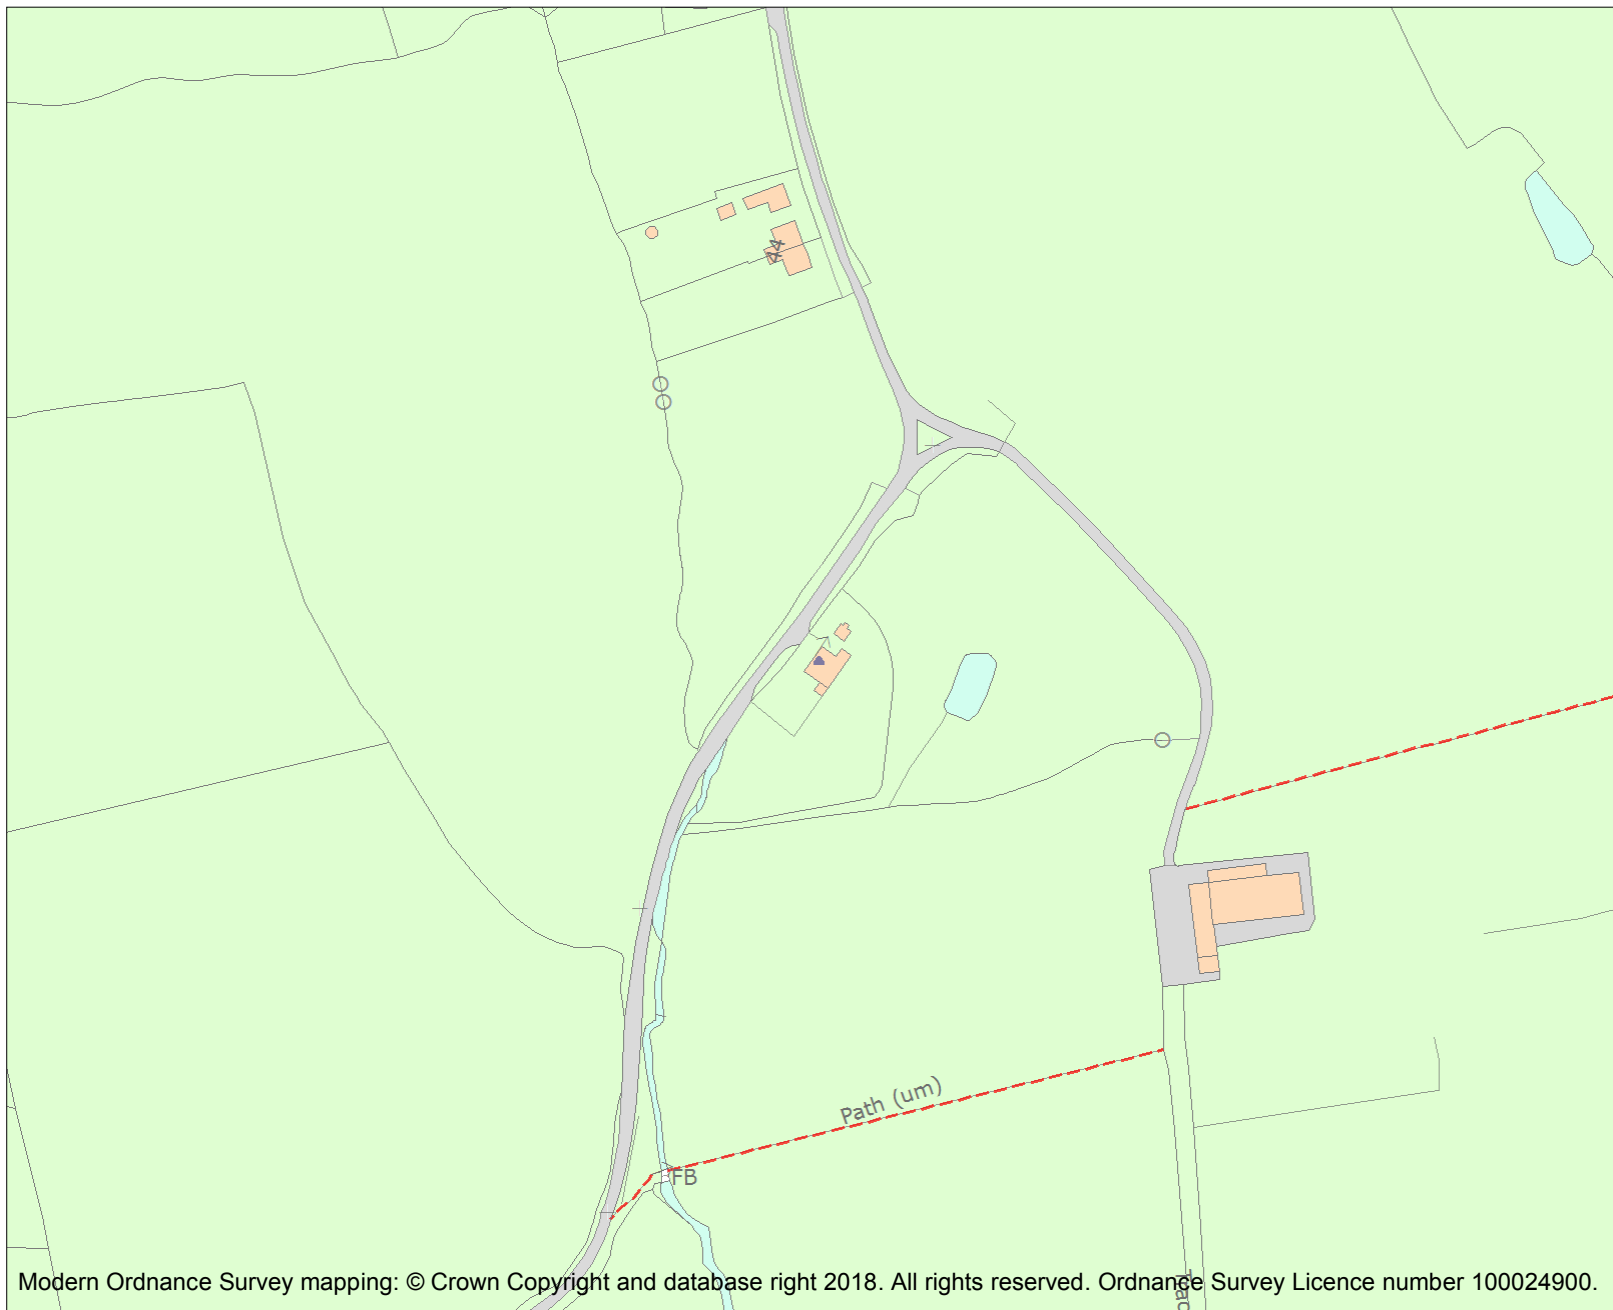 44
Path (um)
FB
Modern Ordnance Survey mapping: © Crown Copyright and database right 2018. All rights reserved. Ordnance Survey Licence number 100024900.